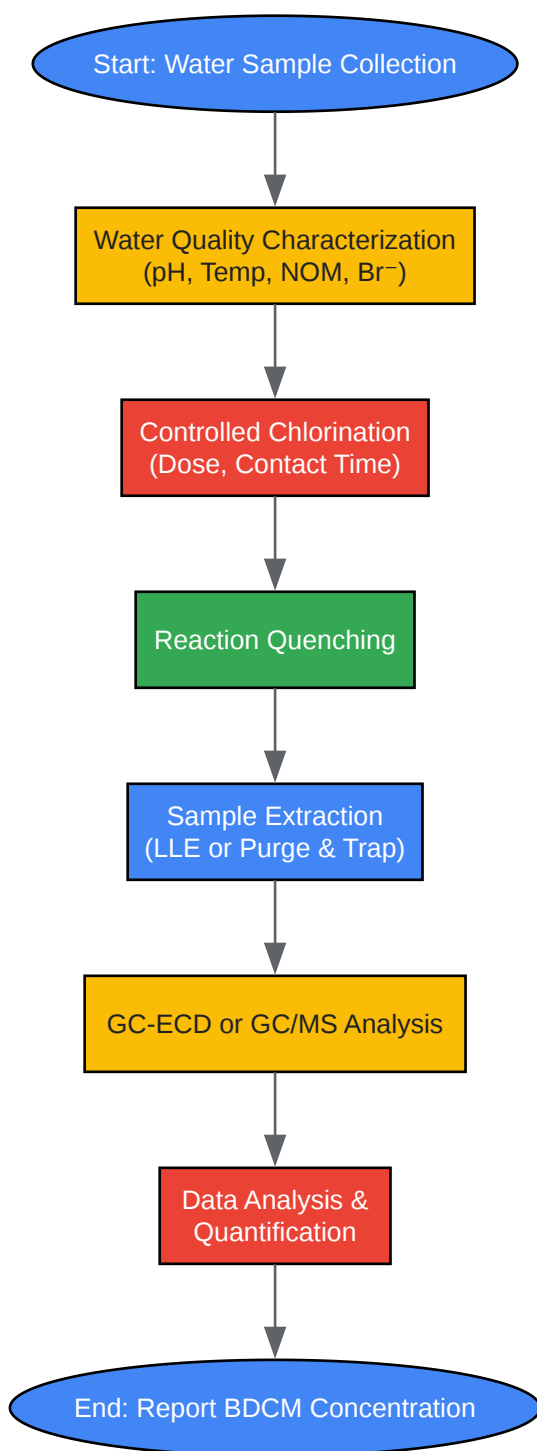 Start: Water Sample Collection
Water Quality Characterization
(pH, Temp, NOM, Br⁻)
Controlled Chlorination
(Dose, Contact Time)
Reaction Quenching
Sample Extraction
(LLE or Purge & Trap)
GC-ECD or GC/MS Analysis
Data Analysis &
Quantification
End: Report BDCM Concentration